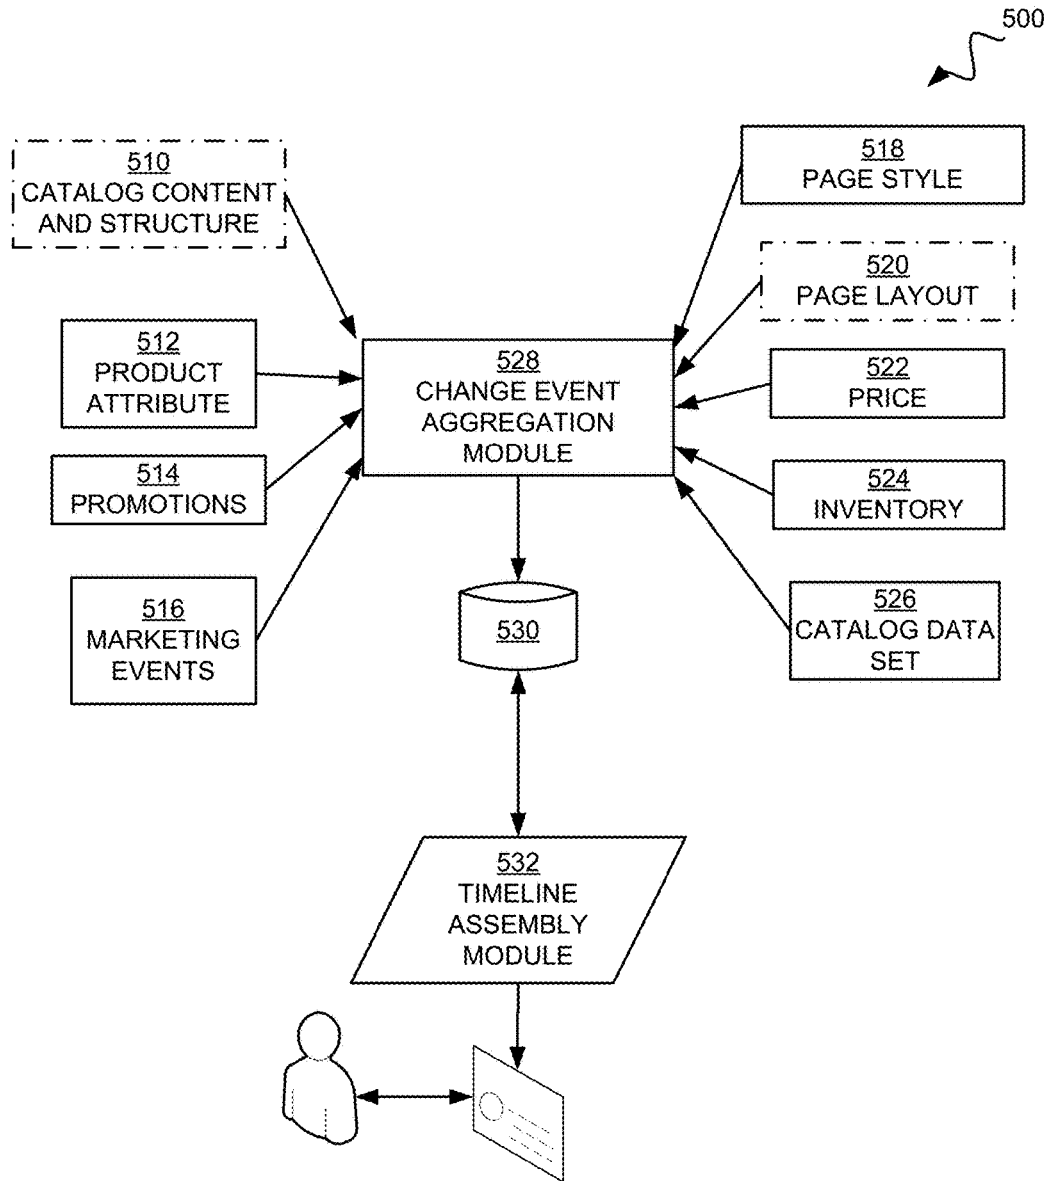 500
510
CATALOG CONTENT
AND STRUCTURE
518
PAGE STYLE
520
PAGE LAYOUT
512
PRODUCT
ATTRIBUTE
528
CHANGE EVENT
AGGREGATION
MODULE
522
PRICE
514
PROMOTIONS
524
INVENTORY
516
MARKETING
EVENTS
530
526
CATALOG DATA
SET
532
TIMELINE
ASSEMBLY
MODULE